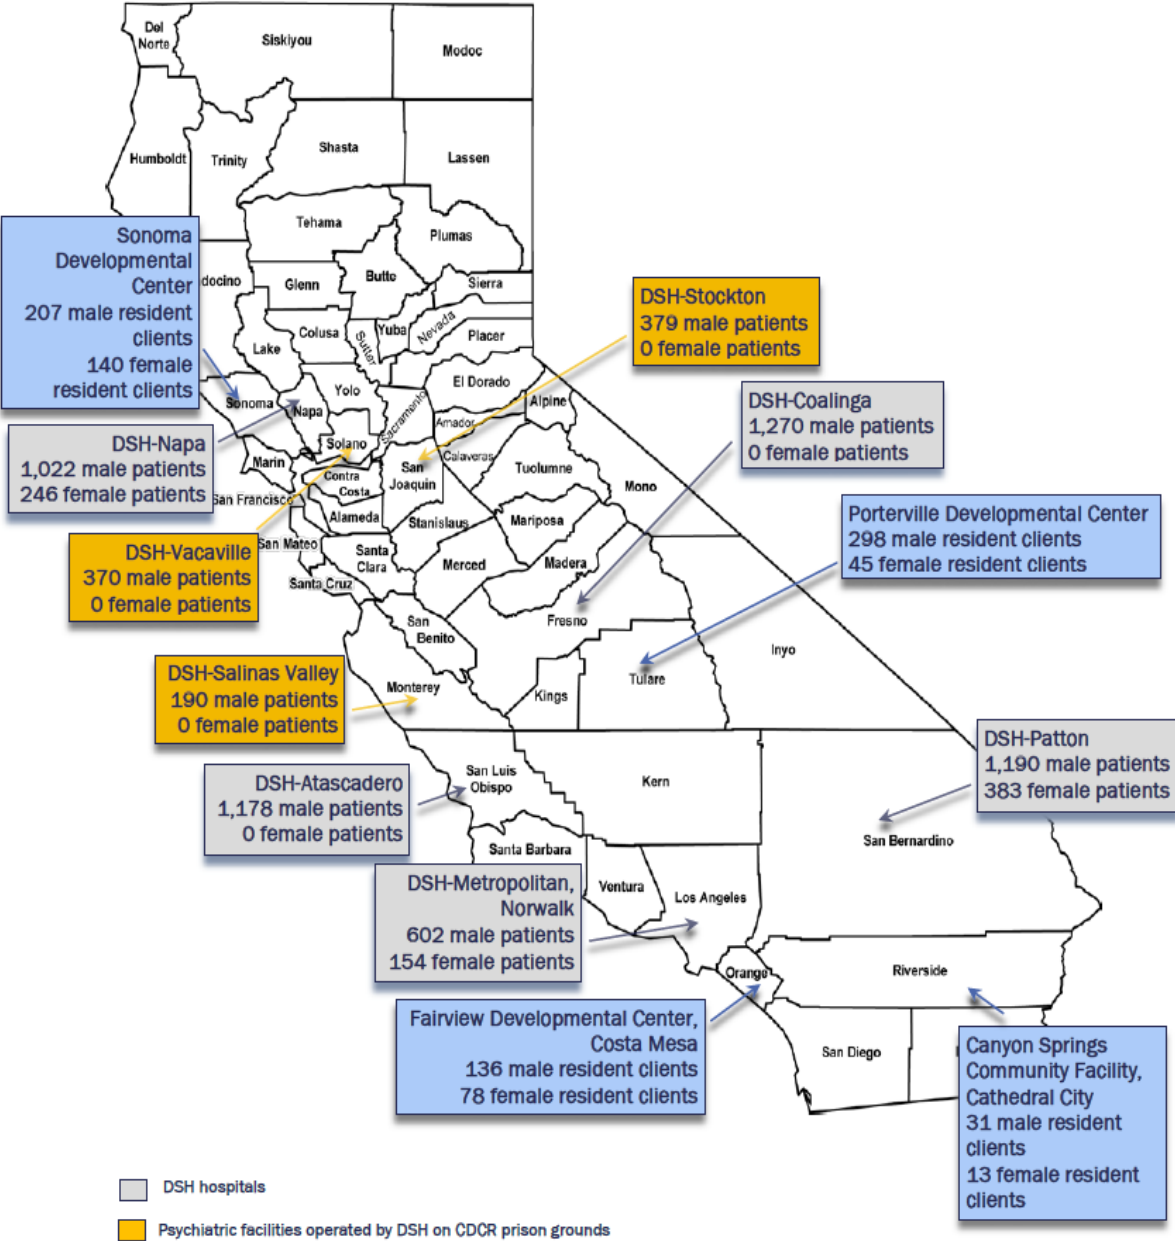 Del
Norte
Siskiyou
Modoc
Humboldt
Trinity
Shasta
Lassen
Tehama
Plumas
Sonoma
Developmental
Center
207 male resident
clients
140 female
resident clients
docino
Glenn
Butte
Sierra
Colusa
Sutter
Yuba
Nevada
Placer
Lake
DSH-Stockton
379 male patients
0 female patients
Sonoma
Napa
Yolo
Sacramento
El Dorado
Alpine
Amador
Solano
Calaveras
Marin
San
Joaquin
Tuolumne
Mono
DSH-Coalinga
1,270 male patients
0 female patients
DSH-Napa
1,022 male patients
246 female patients
San Francisco
Contra
Costa
Alameda
Stanislaus
Mariposa
Porterville Developmental Center
298 male resident clients
45 female resident clients
San Mateo
Santa
Clara
Merced
Madera
DSH-Vacaville
370 male patients
0 female patients
Santa Cruz
San
Benito
Fresno
Inyo
DSH-Salinas Valley
190 male patients
0 female patients
Monterey
Kings
Tulare
DSH-Patton
1,190 male patients
383 female patients
DSH-Atascadero
1,178 male patients
0 female patients
San Luis
Obispo
Kern
San Bernardino
Santa Barbara
Ventura
Los Angeles
DSH-Metropolitan,
Norwalk
602 male patients
154 female patients
Orange
Riverside
Fairview Developmental Center,
Costa Mesa
136 male resident clients
78 female resident clients
San Diego
Canyon Springs
Community Facility,
Cathedral City
31 male resident
clients
13 female resident
clients
DSH hospitals
Psychiatric facilities operated by DSH on CDCR prison grounds